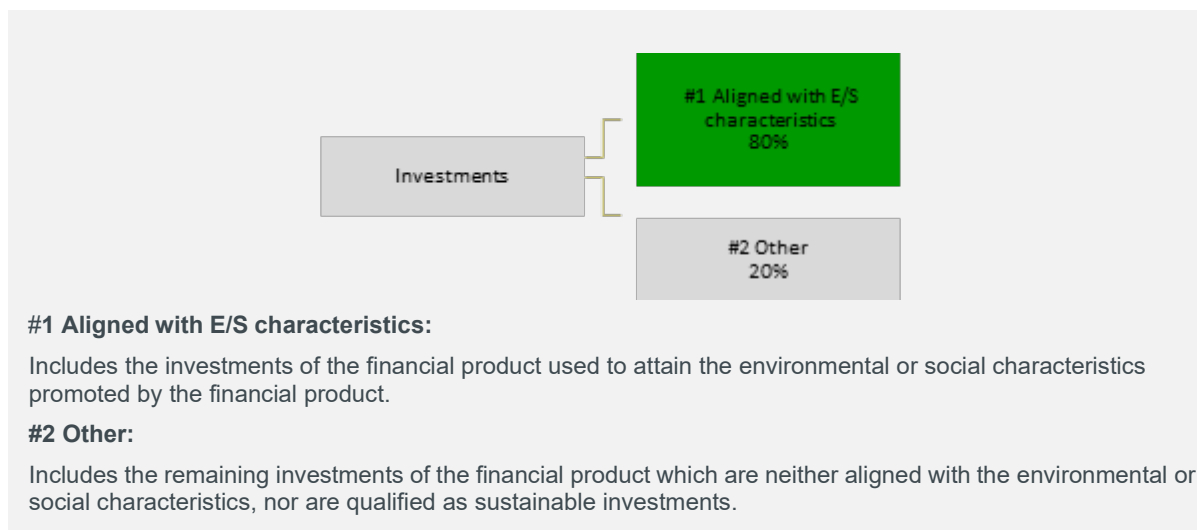 #1 Aligned with E/S
characteristics
80%
Investments
#2 Other
20%
#1 Aligned with E/S characteristics:
Includes the investments of the financial product used to attain the environmental or social characteristics
promoted by the financial product.
#2 Other:
Includes the remaining investments of the financial product which are neither aligned with the environmental or
social characteristics, nor are qualified as sustainable investments.